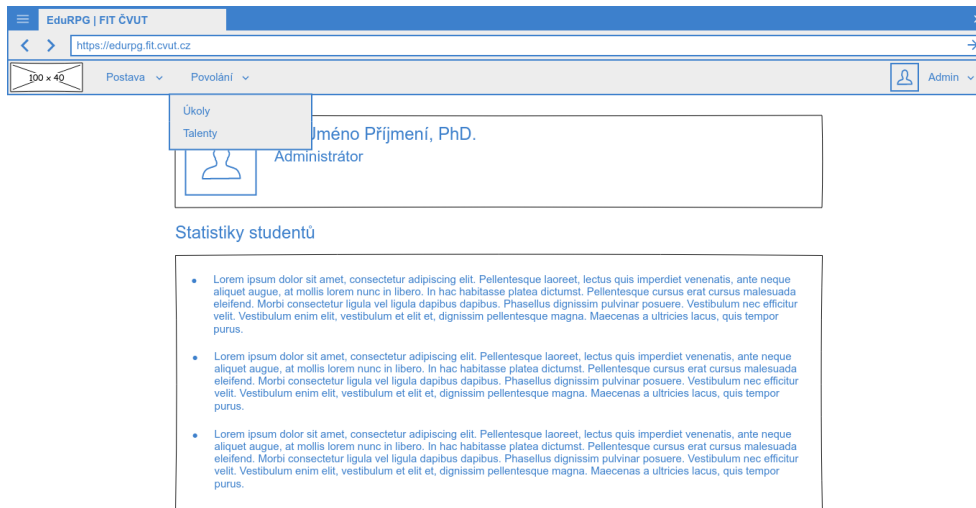 EduRPG | FIT ČVUT
https://edurpg.fit.cvut.cz
100 x 40
Postava
Povolání
Admin
Úkoly
Talenty
Jméno Příjmení, PhD.
Administrátor
Statistiky studentů
Lorem ipsum dolor sit amet, consectetur adipiscing elit. Pellentesque laoreet, lectus quis imperdiet venenatis, ante neque
aliquet augue, at mollis lorem nunc in libero. In hac habitasse platea dictumst. Pellentesque cursus erat cursus malesuada
eleifend. Morbi consectetur ligula vel ligula dapibus dapibus. Phasellus dignissim pulvinar posuere. Vestibulum nec efficitur
velit. Vestibulum enim elit, vestibulum et elit et, dignissim pellentesque magna. Maecenas a ultricies lacus, quis tempor
purus.
Lorem ipsum dolor sit amet, consectetur adipiscing elit. Pellentesque laoreet, lectus quis imperdiet venenatis, ante neque
aliquet augue, at mollis lorem nunc in libero. In hac habitasse platea dictumst. Pellentesque cursus erat cursus malesuada
eleifend. Morbi consectetur ligula vel ligula dapibus dapibus. Phasellus dignissim pulvinar posuere. Vestibulum nec efficitur
velit. Vestibulum enim elit, vestibulum et elit et, dignissim pellentesque magna. Maecenas a ultricies lacus, quis tempor
purus.
Lorem ipsum dolor sit amet, consectetur adipiscing elit. Pellentesque laoreet, lectus quis imperdiet venenatis, ante neque
aliquet augue, at mollis lorem nunc in libero. In hac habitasse platea dictumst. Pellentesque cursus erat cursus malesuada
eleifend. Morbi consectetur ligula vel ligula dapibus dapibus. Phasellus dignissim pulvinar posuere. Vestibulum nec efficitur
velit. Vestibulum enim elit, vestibulum et elit et, dignissim pellentesque magna. Maecenas a ultricies lacus, quis tempor
purus.